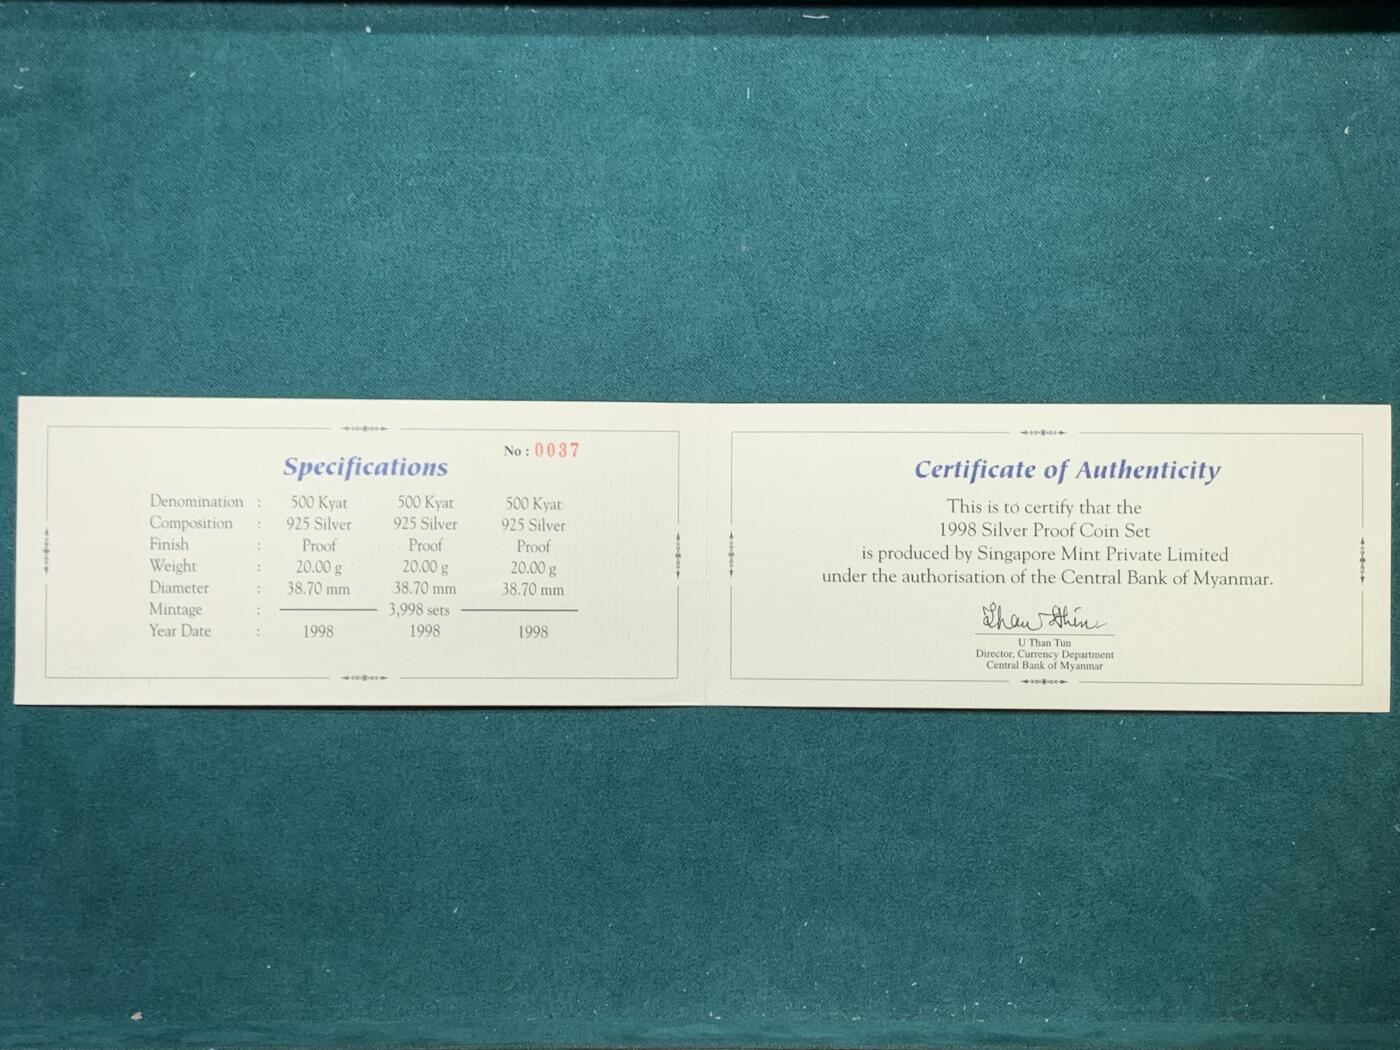 No : 0037
Specifications
Denomination : 500 Kyat 500 Kyat 500 Kyat
Composition : 925 Silver 925 Silver 925 Silver
Finish : Proof Proof Proof
Weight : 20.00 g 20.00 g 20.00 g
Diameter : 38.70 mm 38.70 mm 38.70 mm
Mintage : 3,998 sets
Year Date : 1998 1998 1998
Certificate of Authenticity
This is to certify that the
1998 Silver Proof Coin Set
is produced by Singapore Mint Private Limited
under the authorisation of the Central Bank of Myanmar.
U Than Tun
Director, Currency Department
Central Bank of Myanmar